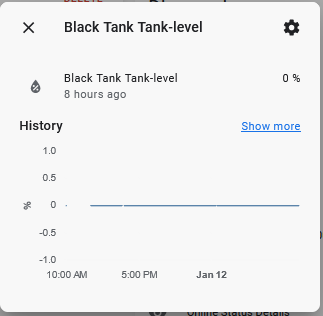 Black Tank Tank-level
Black Tank Tank-level
0 %
8 hours ago
History
Show more
1.0
0.5
0
-0.5
-1.0
%
10:00 AM
5:00 PM
Jan 12
Online Status Details